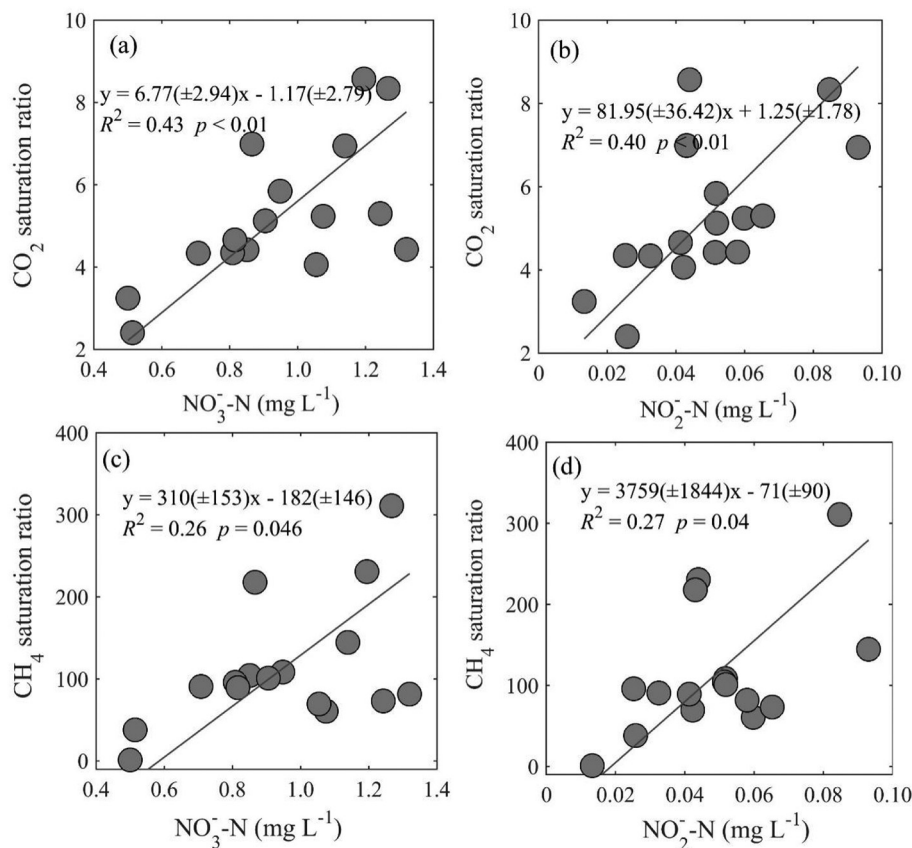 (a)
y = 6.77(±2.94)x - 1.17(±2.79)
R² = 0.43 p < 0.01
CO₂ saturation ratio
10
8
6
4
2
0.4 0.6 0.8 1.0 1.2 1.4
NO₃⁻-N (mg L⁻¹)
(b)
y = 81.95(±36.42)x + 1.25(±1.78)
R² = 0.40 p < 0.01
CO₂ saturation ratio
10
8
6
4
2
0 0.02 0.04 0.06 0.08 0.10
NO₂⁻-N (mg L⁻¹)
(c)
y = 310(±153)x - 182(±146)
R² = 0.26 p = 0.046
CH₄ saturation ratio
400
300
200
100
0
0.4 0.6 0.8 1.0 1.2 1.4
NO₃⁻-N (mg L⁻¹)
(d)
y = 3759(±1844)x - 71(±90)
R² = 0.27 p = 0.04
CH₄ saturation ratio
400
300
200
100
0
0 0.02 0.04 0.06 0.08 0.10
NO₂⁻-N (mg L⁻¹)